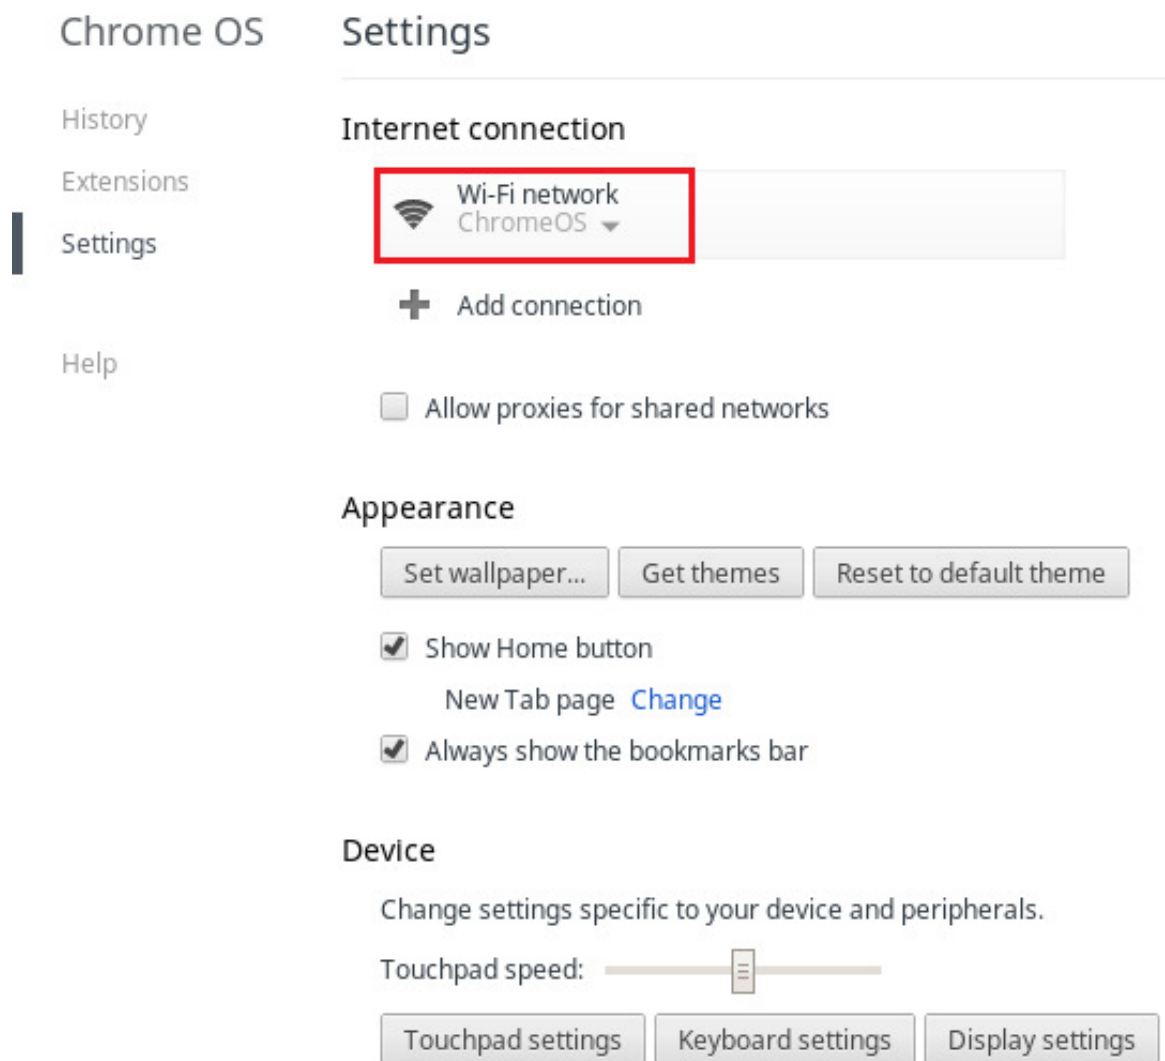 Chrome OS
History
Extensions
Settings
Help
Settings
Internet connection
Wi-Fi network
ChromeOS
Add connection
Allow proxies for shared networks
Appearance
Set wallpaper... Get themes Reset to default theme
Show Home button
New Tab page Change
Always show the bookmarks bar
Device
Change settings specific to your device and peripherals.
Touchpad speed:
Touchpad settings Keyboard settings Display settings